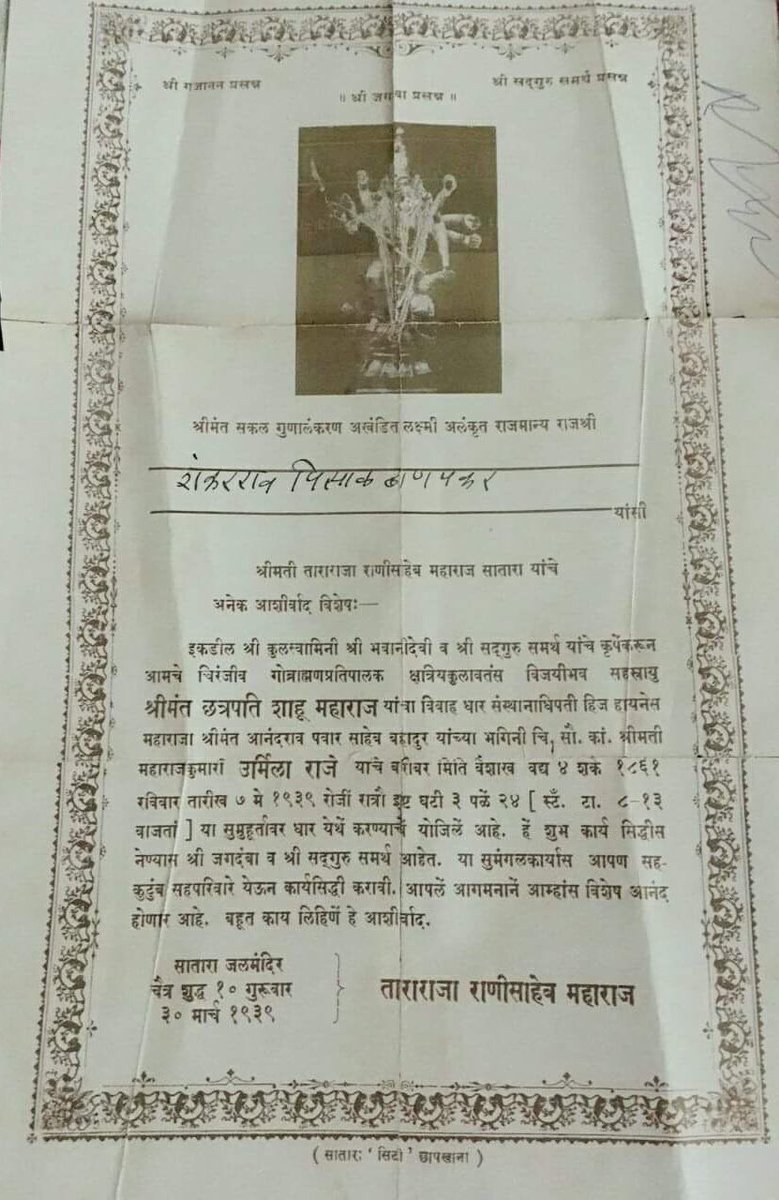 श्री गजानन प्रसन्न
श्री सद्‌गुरु समर्थ प्रसन्न
॥ श्री जगदंबा प्रसन्न ॥
श्रीमंत सकल गुणालंकरण अखंडित लक्ष्मी अलंकृत राजमान्य राजश्री
शंकरराव पिसाळ
यांसी
श्रीमती ताराराजा राणीसाहेब महाराज सातारा यांचे
अनेक आशीर्वाद विशेषः—
इकडील श्री कुलस्वामिनी श्री भवानीदेवी व श्री सद्‌गुरु समर्थ यांचे कृपेंकरून
आमचे चिरंजीव गोब्राह्मणप्रतिपालक क्षत्रियकुलावतंस विजयीभव सहस्त्रायु
श्रीमंत छत्रपति शाहू महाराज यांचा विवाह धार संस्थानाधिपती हिज हायनेस
महाराजा श्रीमंत आनंदराव पवार साहेब बहादुर यांच्या भगिनी चि. सौ. कां. श्रीमती
महाराजकुमारी उर्मिला राजे यांचे बरोबर मिति वैशाख वद्य ४ शके १८६१
रविवार तारीख ७ मे १९३९ रोजीं रात्रौ इष्ट घटी ३ पळें २४ [ स्टँ. टा. ८-१३
वाजतां ] या सुमुहूर्तावर धार येथें करण्याचें योजिलें आहे. हें शुभ कार्य सिद्धीस
नेण्यास श्री जगदंबा व श्री सद्‌गुरु समर्थ आहेत. या सुमंगलकार्यास आपण सह-
कुटुंब सहपरिवारे येऊन कार्यसिद्धी करावी. आपलें आगमनानें आम्हांस विशेष आनंद
होणार आहे. बहूत काय लिहिणें हे आशीर्वाद.
सातारा जलमंदिर
चैत्र शुद्ध १० गुरूवार
३० मार्च १९३९
ताराराजा राणीसाहेब महाराज
( सातारः 'सिटी' छापखाना )